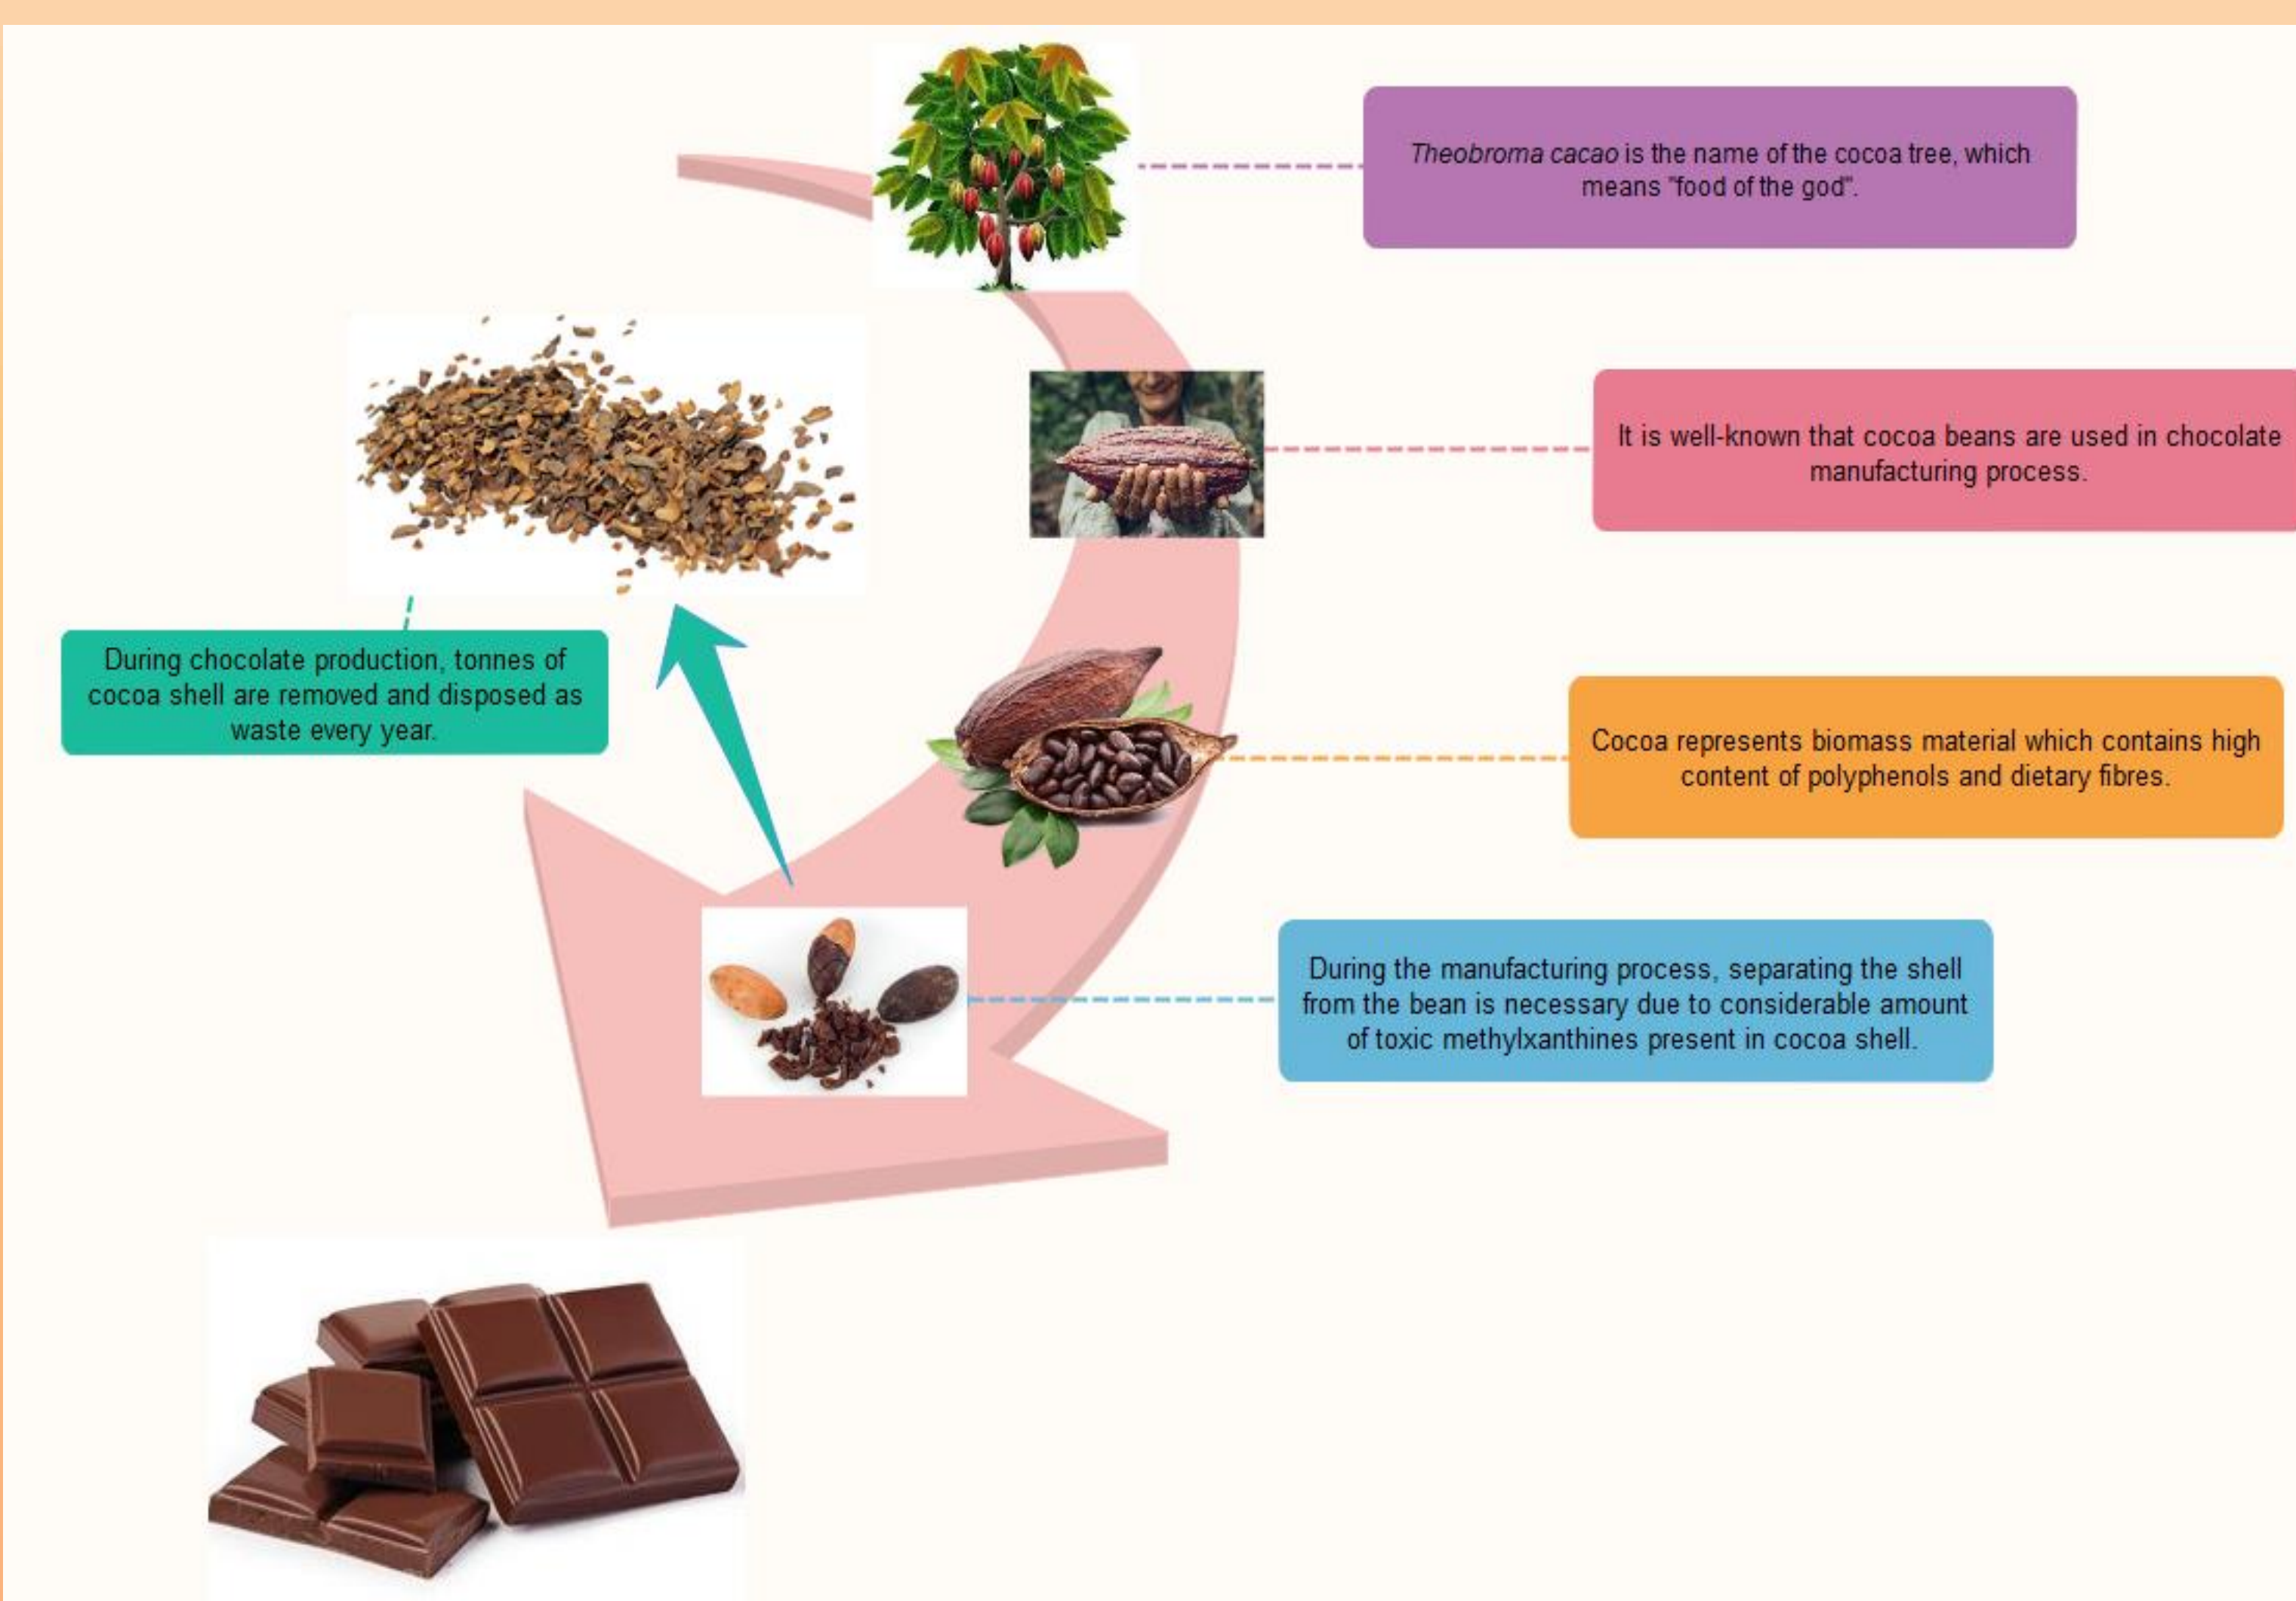 Theobroma cacao is the name of the cocoa tree, which
means "food of the god".
It is well-known that cocoa beans are used in chocolate
manufacturing process.
During chocolate production, tonnes of
cocoa shell are removed and disposed as
waste every year.
Cocoa represents biomass material which contains high
content of polyphenols and dietary fibres.
During the manufacturing process, separating the shell
from the bean is necessary due to considerable amount
of toxic methylxanthines present in cocoa shell.